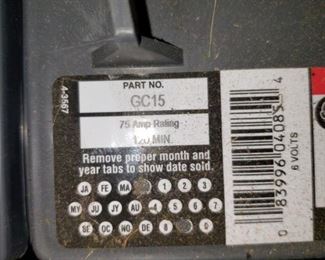 PART NO.
GC15
75 Amp Rating
120 MIN.
Remove proper month and
year tabs to show date sold.
JA FE MA 1 2 3
MY JU JY AU 5 6 7
SE OC NO DE 8
4-3567
0 83996 04085 4
6 VOLTS